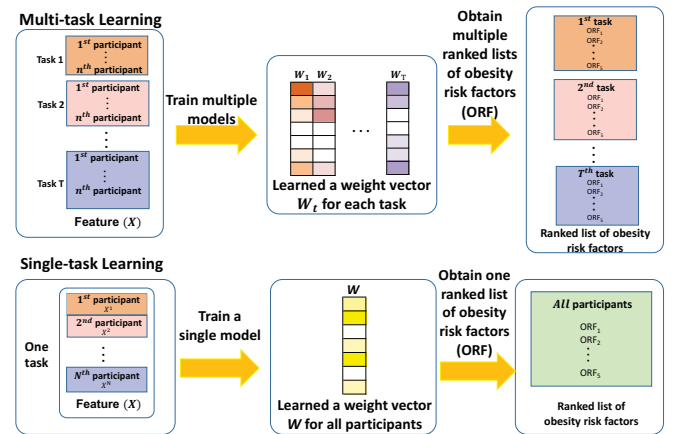 Multi-task Learning
Task 1
1st participant
⋮
nth participant
Task 2
1st participant
⋮
nth participant
⋮
Task T
1st participant
⋮
nth participant
Feature (X)
Train multiple
models
W1 W2 WT
...
Learned a weight vector
Wt for each task
Obtain
multiple
ranked lists
of obesity
risk factors
(ORF)
1st task
ORF1
ORF2
⋮
ORF5
2nd task
ORF1
ORF2
⋮
ORF5
⋮
Tth task
ORF1
ORF2
⋮
ORF5
Ranked list of obesity
risk factors
Single-task Learning
One
task
1st participant
X1
2nd participant
X2
⋮
Nth participant
XN
Feature (X)
Train a
single model
W
Learned a weight vector
W for all participants
Obtain one
ranked list of
obesity risk
factors (ORF)
All participants
ORF1
ORF2
⋮
ORF5
Ranked list of
obesity risk factors